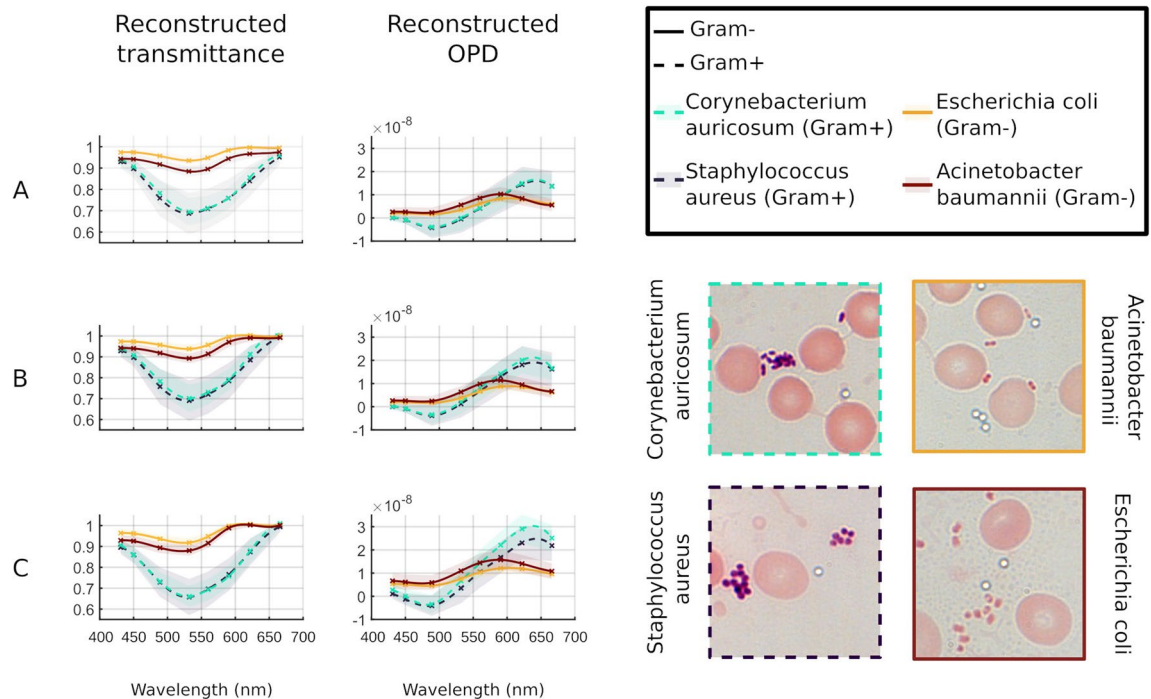 Reconstructed
transmittance
Reconstructed
OPD
Gram-
Gram+
Corynebacterium
auricosum (Gram+)
Escherichia coli
(Gram-)
Staphylococcus
aureus (Gram+)
Acinetobacter
baumannii (Gram-)
A
1
0.9
0.8
0.7
0.6
×10-8
3
2
1
0
-1
B
1
0.9
0.8
0.7
0.6
×10-8
3
2
1
0
-1
C
1
0.9
0.8
0.7
0.6
400 450 500 550 600 650 700
Wavelength (nm)
×10-8
3
2
1
0
-1
400 450 500 550 600 650 700
Wavelength (nm)
Corynebacterium
auricosum
Acinetobacter
baumannii
Staphylococcus
aureus
Escherichia coli